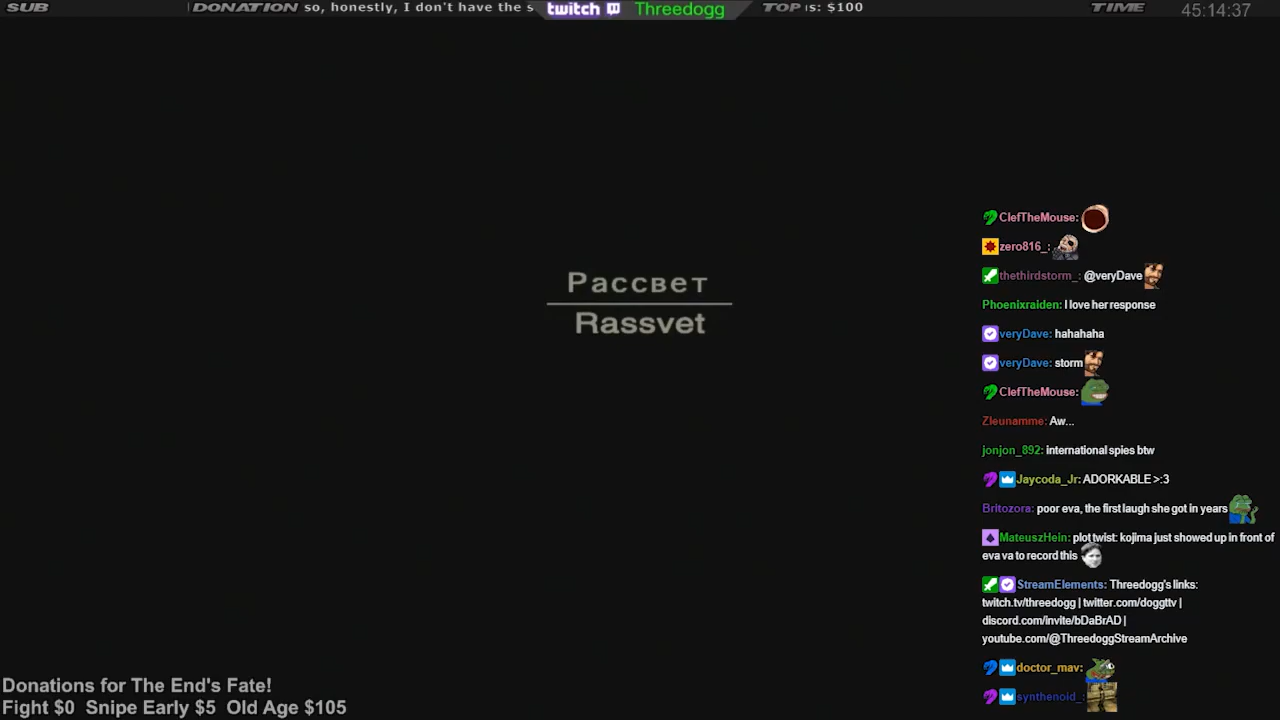 SUB
DONATION so, honestly, I don't have the s
twitch Threedogg
TOP is: $100
TIME
45:14:37
Рассвет
Rassvet
ClefTheMouse:
zero816_:
thethirdstorm_: @veryDave
Phoenixraiden: I love her response
veryDave: hahahaha
veryDave: storm
ClefTheMouse:
Zleunamme: Aw...
jonjon_892: international spies btw
Jaycoda_Jr: ADORKABLE >:3
Britozora: poor eva, the first laugh she got in years
MateuszHein: plot twist: kojima just showed up in front of
eva va to record this
StreamElements: Threedogg's links:
twitch.tv/threedogg | twitter.com/doggttv |
discord.com/invite/bDaBrAD |
youtube.com/@ThreedoggStreamArchive
doctor_mav:
synthenoid_:
Donations for The End's Fate!
Fight $0 Snipe Early $5 Old Age $105